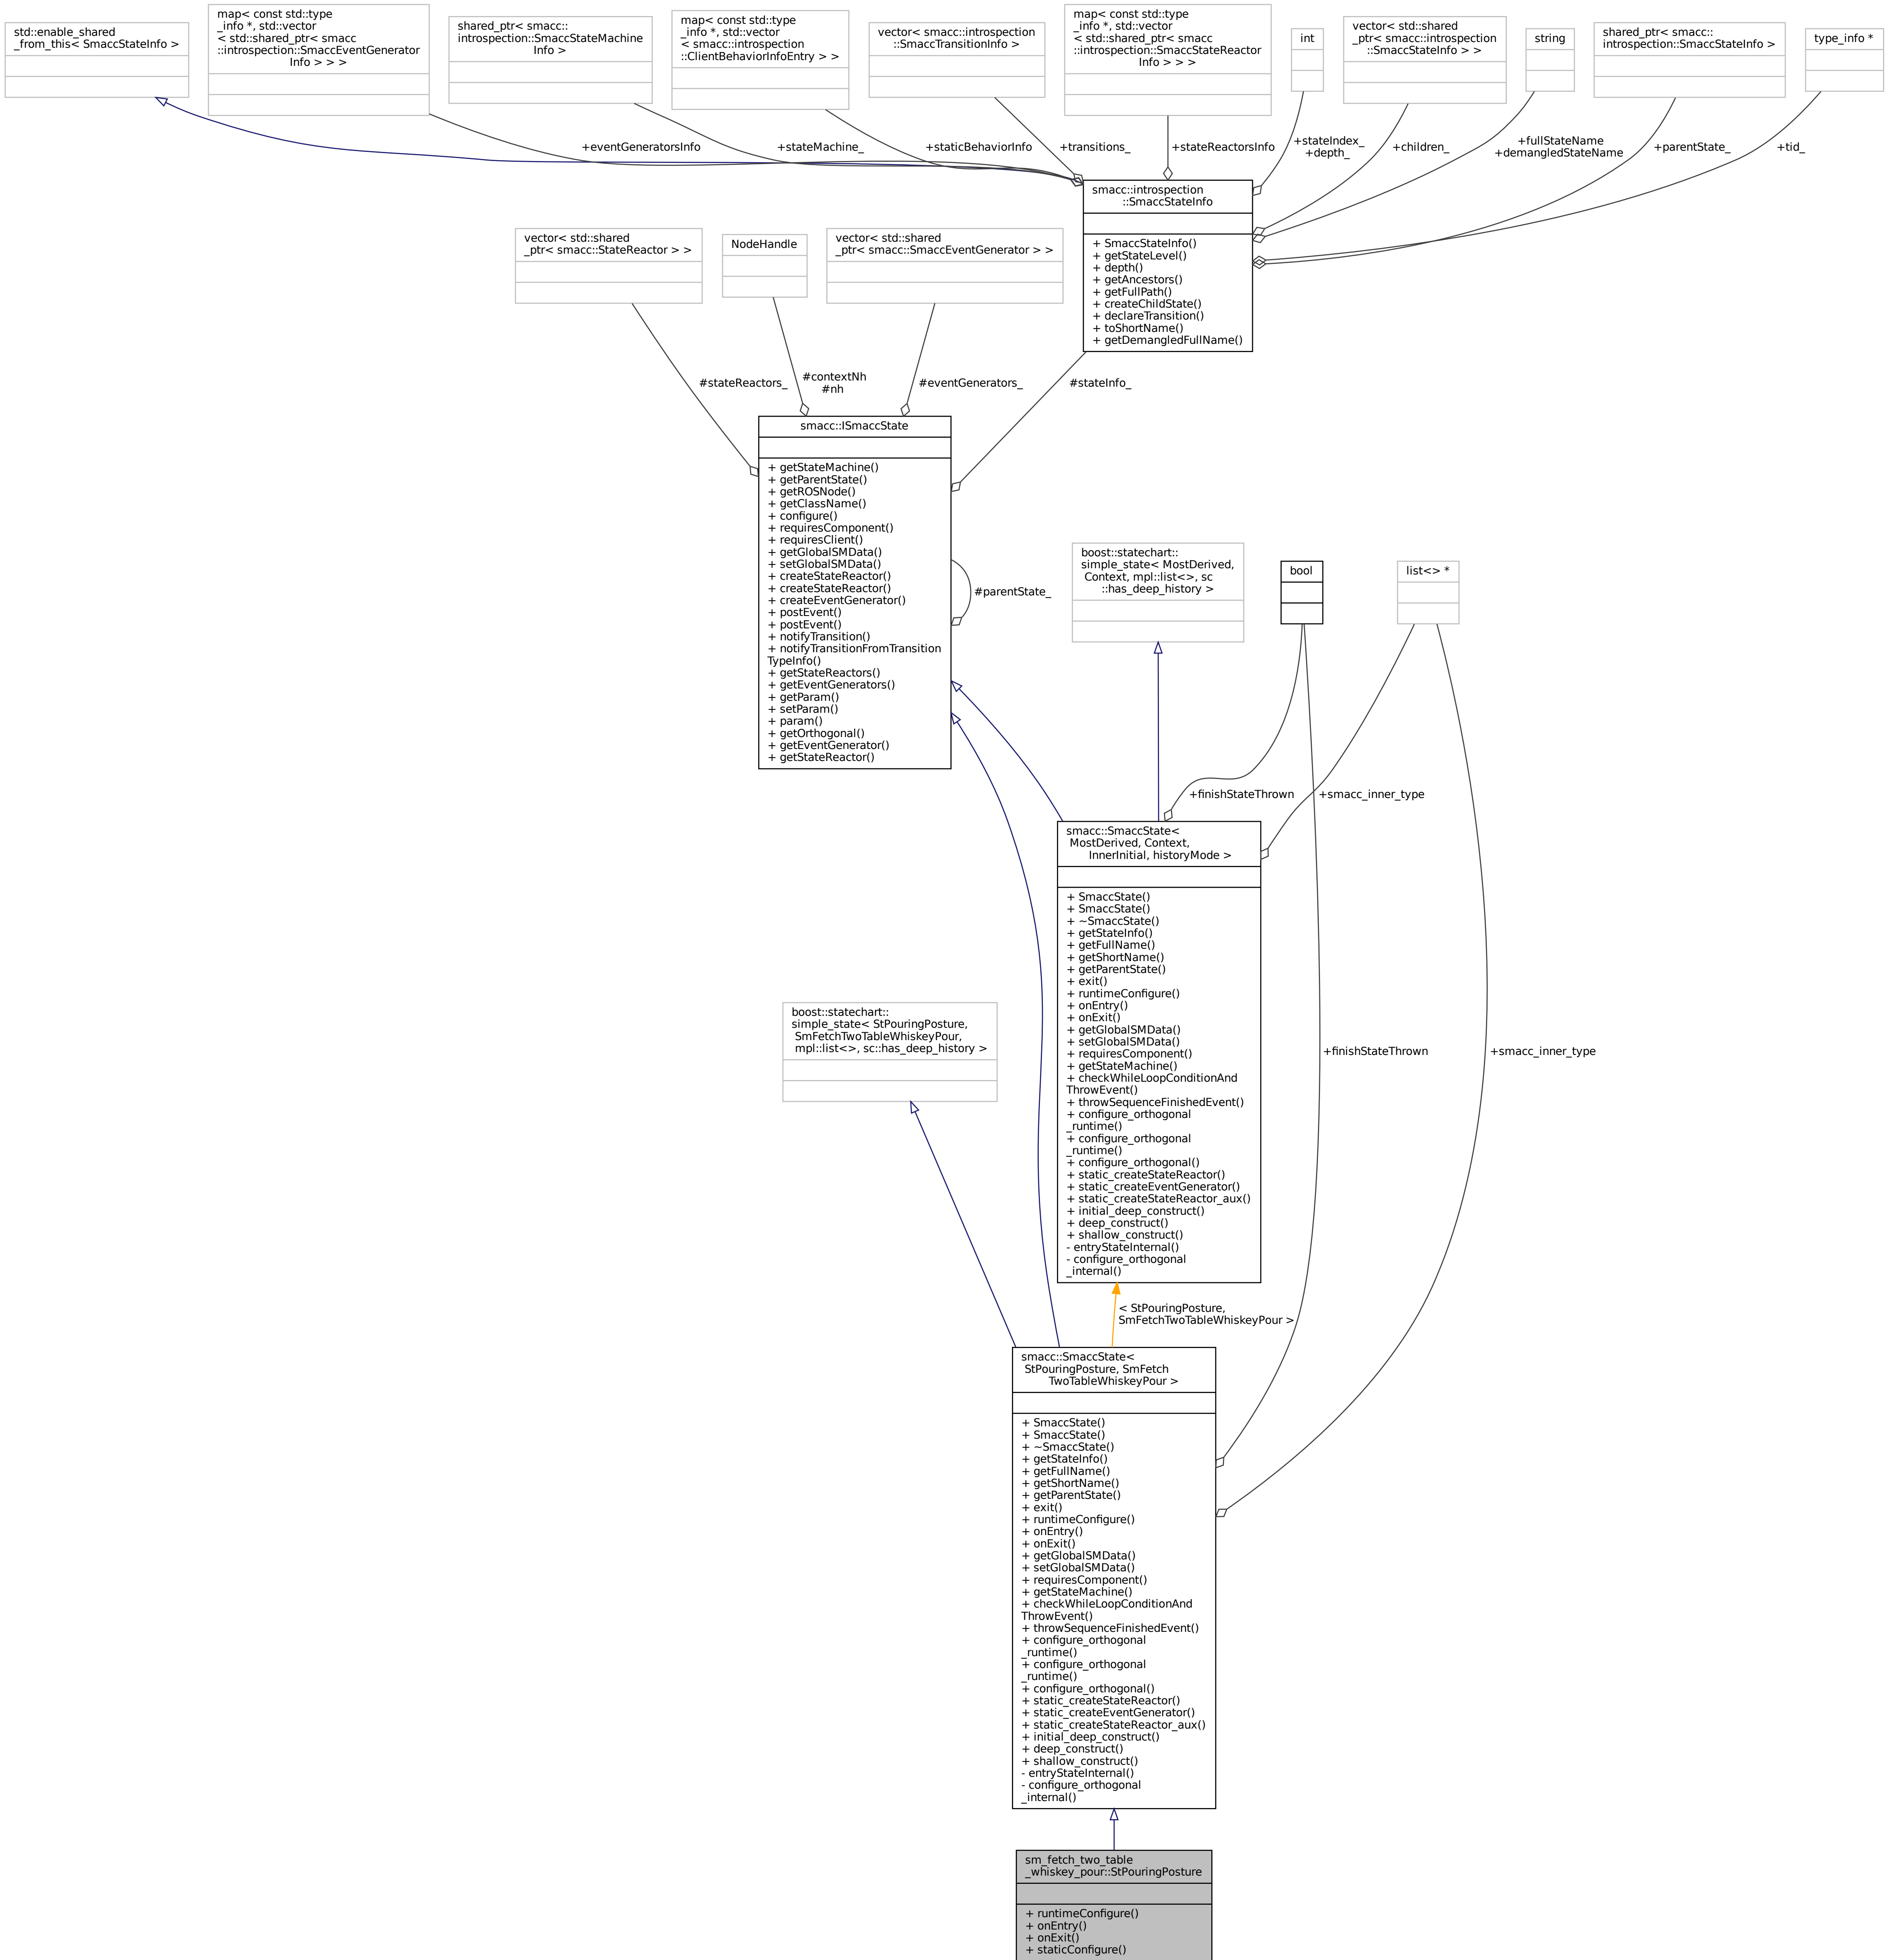 std::enable_shared
_from_this< SmaccStateInfo >
map< const std::type
_info *, std::vector
< std::shared_ptr< smacc
::introspection::SmaccEventGenerator
Info > > >
shared_ptr< smacc::
introspection::SmaccStateMachine
Info >
map< const std::type
_info *, std::vector
< smacc::introspection
::ClientBehaviorInfoEntry > >
vector< smacc::introspection
::SmaccTransitionInfo >
map< const std::type
_info *, std::vector
< std::shared_ptr< smacc
::introspection::SmaccStateReactor
Info > > >
int
vector< std::shared
_ptr< smacc::introspection
::SmaccStateInfo > >
string
shared_ptr< smacc::
introspection::SmaccStateInfo >
type_info *
+eventGeneratorsInfo
+stateMachine_
+staticBehaviorInfo
+transitions_
+stateReactorsInfo
+stateIndex_
+depth_
+children_
+fullStateName
+demangledStateName
+parentState_
+tid_
smacc::introspection
::SmaccStateInfo
+ SmaccStateInfo()
+ getStateLevel()
+ depth()
+ getAncestors()
+ getFullPath()
+ createChildState()
+ declareTransition()
+ toShortName()
+ getDemangledFullName()
vector< std::shared
_ptr< smacc::StateReactor > >
NodeHandle
vector< std::shared
_ptr< smacc::SmaccEventGenerator > >
#stateReactors_
#contextNh
#nh
#eventGenerators_
#stateInfo_
smacc::ISmaccState
+ getStateMachine()
+ getParentState()
+ getROSNode()
+ getClassName()
+ configure()
+ requiresComponent()
+ requiresClient()
+ getGlobalSMData()
+ setGlobalSMData()
+ createStateReactor()
+ createStateReactor()
+ createEventGenerator()
+ postEvent()
+ postEvent()
+ notifyTransition()
+ notifyTransitionFromTransition
TypeInfo()
+ getStateReactors()
+ getEventGenerators()
+ getParam()
+ setParam()
+ param()
+ getOrthogonal()
+ getEventGenerator()
+ getStateReactor()
#parentState_
boost::statechart::
simple_state< MostDerived,
Context, mpl::list<>, sc
::has_deep_history >
bool
list<> *
+finishStateThrown
+smacc_inner_type
smacc::SmaccState<
MostDerived, Context,
InnerInitial, historyMode >
+ SmaccState()
+ SmaccState()
+ ~SmaccState()
+ getStateInfo()
+ getFullName()
+ getShortName()
+ getParentState()
+ exit()
+ runtimeConfigure()
+ onEntry()
+ onExit()
+ getGlobalSMData()
+ setGlobalSMData()
+ requiresComponent()
+ getStateMachine()
+ checkWhileLoopConditionAnd
ThrowEvent()
+ throwSequenceFinishedEvent()
+ configure_orthogonal
_runtime()
+ configure_orthogonal
_runtime()
+ configure_orthogonal()
+ static_createStateReactor()
+ static_createEventGenerator()
+ static_createStateReactor_aux()
+ initial_deep_construct()
+ deep_construct()
+ shallow_construct()
- entryStateInternal()
- configure_orthogonal
_internal()
boost::statechart::
simple_state< StPouringPosture,
SmFetchTwoTableWhiskeyPour,
mpl::list<>, sc::has_deep_history >
+finishStateThrown
+smacc_inner_type
< StPouringPosture,
SmFetchTwoTableWhiskeyPour >
smacc::SmaccState<
StPouringPosture, SmFetch
TwoTableWhiskeyPour >
+ SmaccState()
+ SmaccState()
+ ~SmaccState()
+ getStateInfo()
+ getFullName()
+ getShortName()
+ getParentState()
+ exit()
+ runtimeConfigure()
+ onEntry()
+ onExit()
+ getGlobalSMData()
+ setGlobalSMData()
+ requiresComponent()
+ getStateMachine()
+ checkWhileLoopConditionAnd
ThrowEvent()
+ throwSequenceFinishedEvent()
+ configure_orthogonal
_runtime()
+ configure_orthogonal
_runtime()
+ configure_orthogonal()
+ static_createStateReactor()
+ static_createEventGenerator()
+ static_createStateReactor_aux()
+ initial_deep_construct()
+ deep_construct()
+ shallow_construct()
- entryStateInternal()
- configure_orthogonal
_internal()
sm_fetch_two_table
_whiskey_pour::StPouringPosture
+ runtimeConfigure()
+ onEntry()
+ onExit()
+ staticConfigure()